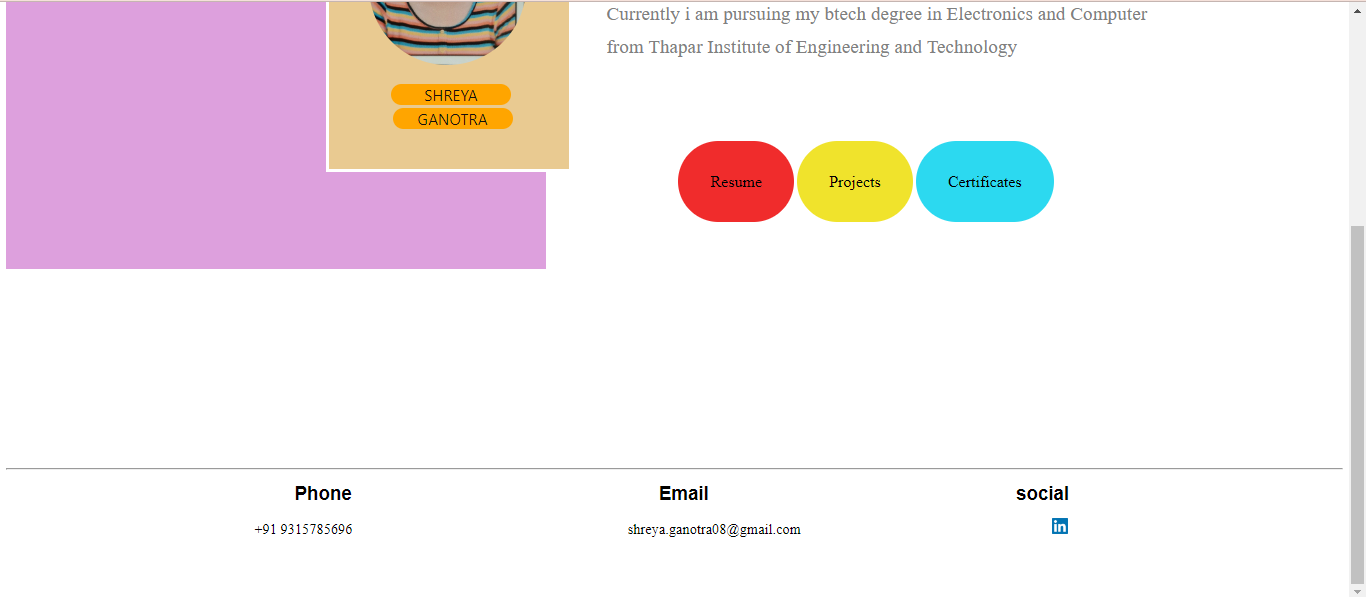 Currently i am pursuing my btech degree in Electronics and Computer
from Thapar Institute of Engineering and Technology
SHREYA
GANOTRA
Resume Projects Certificates
Phone Email social
+91 9315785696 shreya.ganotra08@gmail.com in